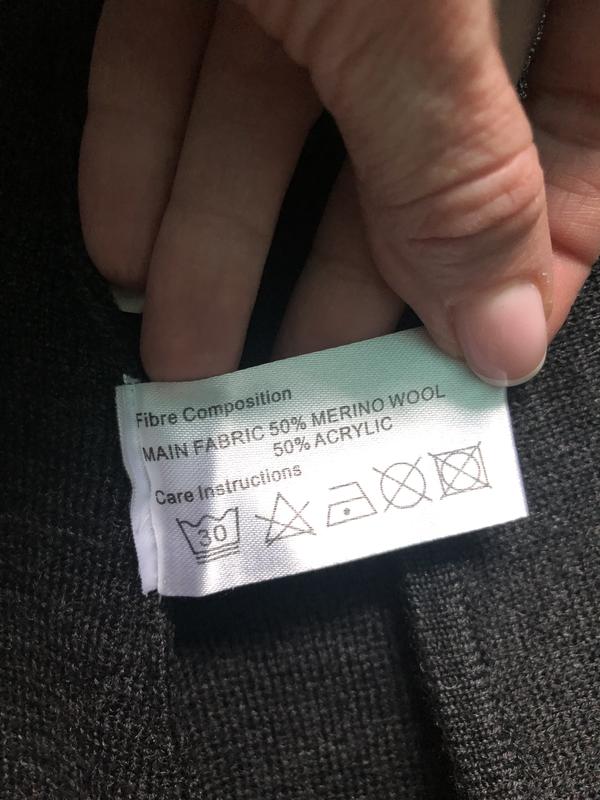 Fibre Composition
MAIN FABRIC 50% MERINO WOOL
50% ACRYLIC
Care Instructions
30